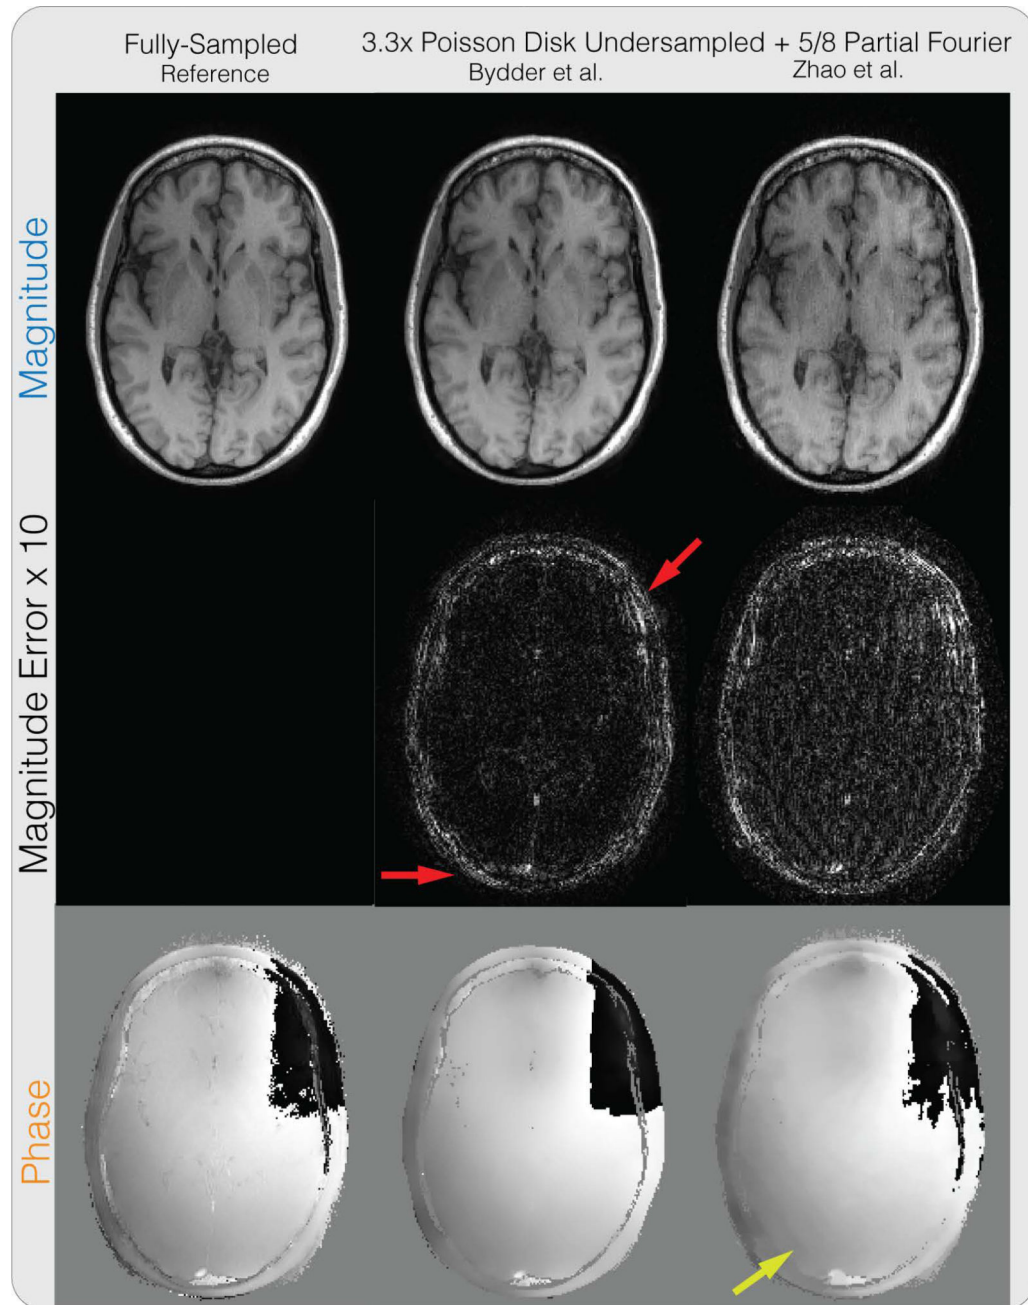 Fully-Sampled
Reference
3.3x Poisson Disk Undersampled + 5/8 Partial Fourier
Bydder et al.
Zhao et al.
Magnitude
Magnitude Error x 10
Phase